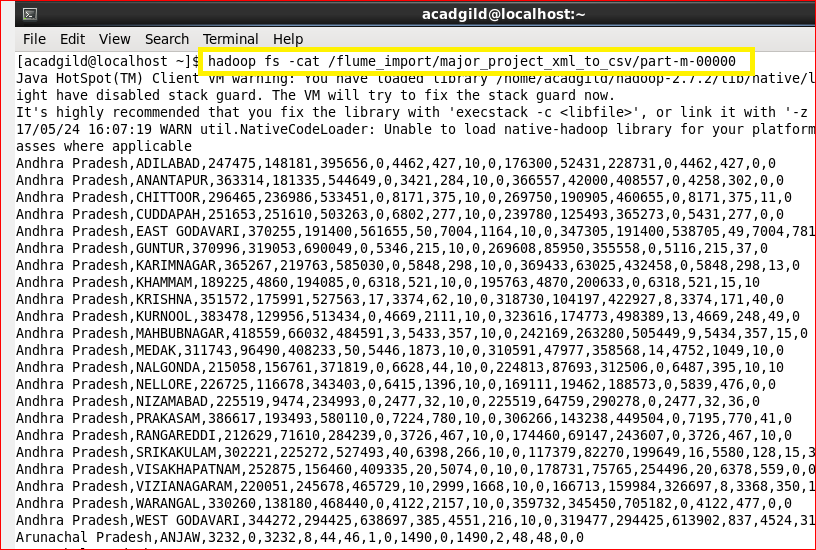 acadgild@localhost:~
File Edit View Search Terminal Help
[acadgild@localhost ~]$ hadoop fs -cat /flume_import/major_project_xml_to_csv/part-m-00000
Java HotSpot(TM) Client VM warning: You have loaded library /home/acadgild/hadoop-2.7.2/lib/native/l
ight have disabled stack guard. The VM will try to fix the stack guard now.
It's highly recommended that you fix the library with 'execstack -c <libfile>', or link it with '-z
17/05/24 16:07:19 WARN util.NativeCodeLoader: Unable to load native-hadoop library for your platform
asses where applicable
Andhra Pradesh,ADILABAD,247475,148181,395656,0,4462,427,10,0,176300,52431,228731,0,4462,427,0,0
Andhra Pradesh,ANANTAPUR,363314,181335,544649,0,3421,284,10,0,366557,42000,408557,0,4258,302,0,0
Andhra Pradesh,CHITTOOR,296465,236986,533451,0,8171,375,10,0,269750,190905,460655,0,8171,375,11,0
Andhra Pradesh,CUDDAPAH,251653,251610,503263,0,6802,277,10,0,239780,125493,365273,0,5431,277,0,0
Andhra Pradesh,EAST GODAVARI,370255,191400,561655,50,7004,1164,10,0,347305,191400,538705,49,7004,781
Andhra Pradesh,GUNTUR,370996,319053,690049,0,5346,215,10,0,269608,85950,355558,0,5116,215,37,0
Andhra Pradesh,KARIMNAGAR,365267,219763,585030,0,5848,298,10,0,369433,63025,432458,0,5848,298,13,0
Andhra Pradesh,KHAMMAM,189225,4860,194085,0,6318,521,10,0,195763,4870,200633,0,6318,521,15,10
Andhra Pradesh,KRISHNA,351572,175991,527563,17,3374,62,10,0,318730,104197,422927,8,3374,171,40,0
Andhra Pradesh,KURNOOL,383478,129956,513434,0,4669,2111,10,0,323616,174773,498389,13,4669,248,49,0
Andhra Pradesh,MAHBUBNAGAR,418559,66032,484591,3,5433,357,10,0,242169,263280,505449,9,5434,357,15,0
Andhra Pradesh,MEDAK,311743,96490,408233,50,5446,1873,10,0,310591,47977,358568,14,4752,1049,10,0
Andhra Pradesh,NALGONDA,215058,156761,371819,0,6628,44,10,0,224813,87693,312506,0,6487,395,10,10
Andhra Pradesh,NELLORE,226725,116678,343403,0,6415,1396,10,0,169111,19462,188573,0,5839,476,0,0
Andhra Pradesh,NIZAMABAD,225519,9474,234993,0,2477,32,10,0,225519,64759,290278,0,2477,32,36,0
Andhra Pradesh,PRAKASAM,386617,193493,580110,0,7224,780,10,0,306266,143238,449504,0,7195,770,41,0
Andhra Pradesh,RANGAREDDI,212629,71610,284239,0,3726,467,10,0,174460,69147,243607,0,3726,467,10,0
Andhra Pradesh,SRIKAKULAM,302221,225272,527493,40,6398,266,10,0,117379,82270,199649,16,5580,128,15,3
Andhra Pradesh,VISAKHAPATNAM,252875,156460,409335,20,5074,0,10,0,178731,75765,254496,20,6378,559,0,0
Andhra Pradesh,VIZIANAGARAM,220051,245678,465729,10,2999,1668,10,0,166713,159984,326697,8,3368,350,1
Andhra Pradesh,WARANGAL,330260,138180,468440,0,4122,2157,10,0,359732,345450,705182,0,4122,477,0,0
Andhra Pradesh,WEST GODAVARI,344272,294425,638697,385,4551,216,10,0,319477,294425,613902,837,4524,31
Arunachal Pradesh,ANJAW,3232,0,3232,8,44,46,1,0,1490,0,1490,2,48,48,0,0